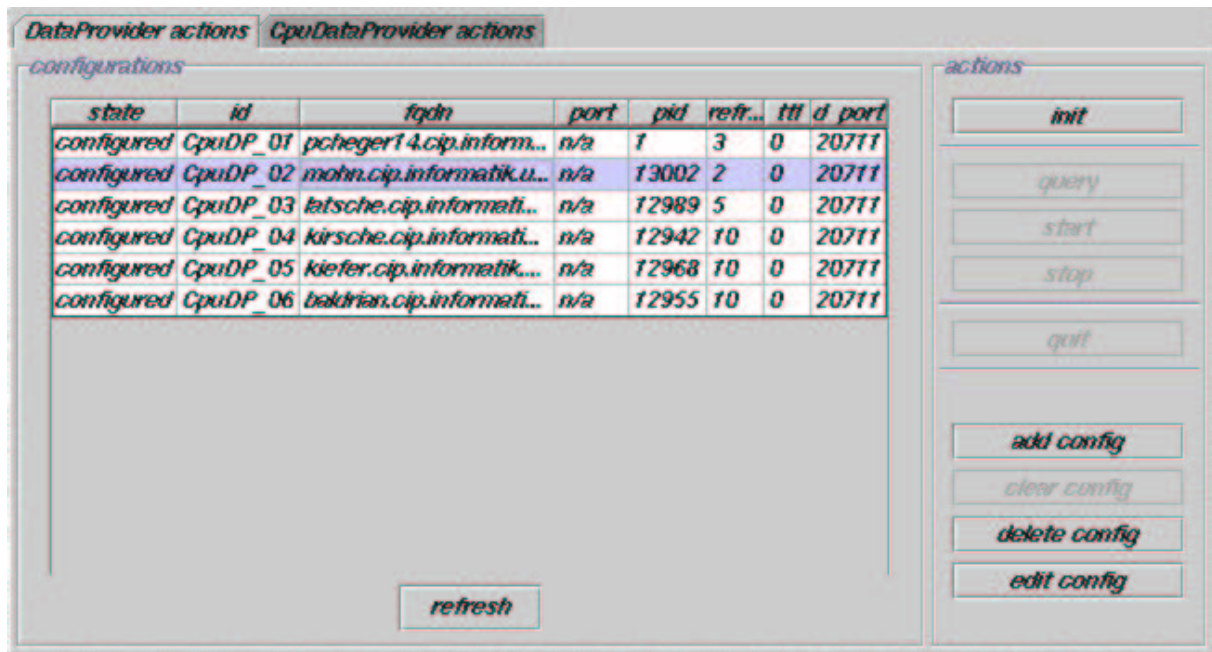 DataProvider actions CpuDataProvider actions
configurations
state id fqdn port pid refr... ttl d_port
configured CpuDP_01 pcheger14.cip.inform... n/a 1 3 0 20711
configured CpuDP_02 mohn.cip.informatik.u... n/a 13002 2 0 20711
configured CpuDP_03 latsche.cip.informati... n/a 12989 5 0 20711
configured CpuDP_04 kirsche.cip.informati... n/a 12942 10 0 20711
configured CpuDP_05 kiefer.cip.informatik.... n/a 12968 10 0 20711
configured CpuDP_06 baldrian.cip.informati... n/a 12955 10 0 20711
refresh
actions
init
query
start
stop
quit
add config
clear config
delete config
edit config